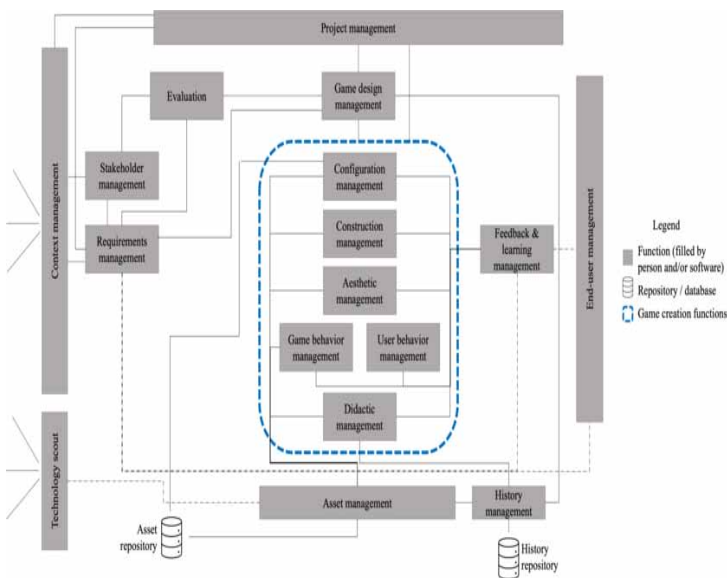 Project management
Evaluation
Game design
management
Context management
Stakeholder
management
Requirements
management
Configuration
management
Construction
management
Aesthetic
management
Game behavior
management
User behavior
management
Didactic
management
Feedback &
learning
management
End-user management
Legend
Function (filled by
person and/or software)
Repository / database
Game creation functions
Technology scout
Asset management
History
management
Asset
repository
History
repository